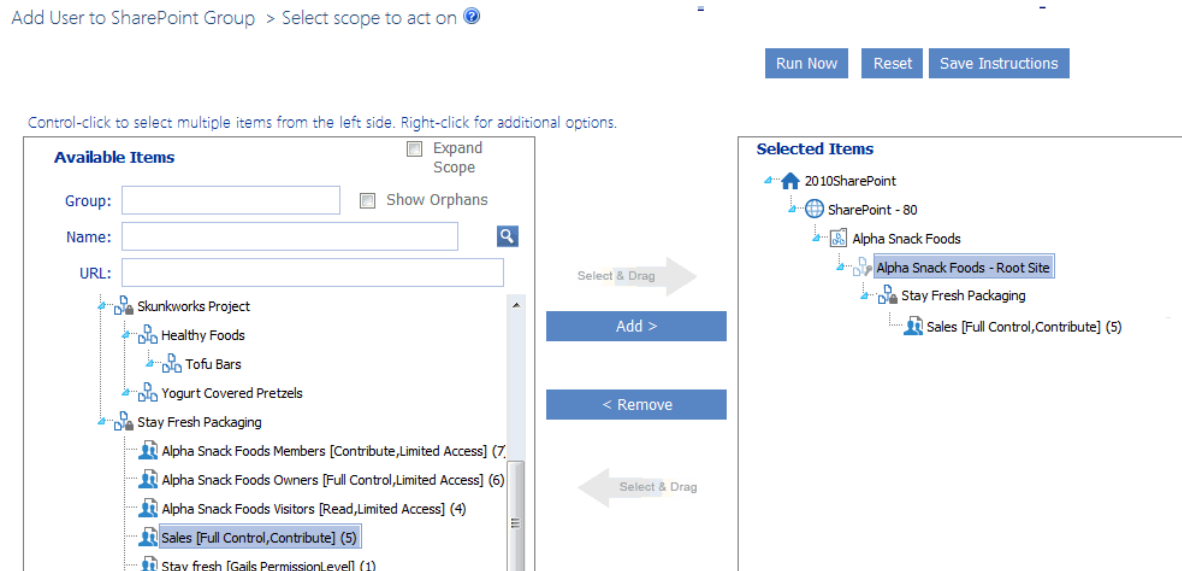 Add User to SharePoint Group > Select scope to act on
Run Now Reset Save Instructions
Control-click to select multiple items from the left side. Right-click for additional options.
Available Items
Expand Scope
Group:
Show Orphans
Name:
URL:
Skunkworks Project
Healthy Foods
Tofu Bars
Yogurt Covered Pretzels
Stay Fresh Packaging
Alpha Snack Foods Members [Contribute,Limited Access] (7)
Alpha Snack Foods Owners [Full Control,Limited Access] (6)
Alpha Snack Foods Visitors [Read,Limited Access] (4)
Sales [Full Control,Contribute] (5)
Stay fresh [Gails PermissionLevel] (1)
Select & Drag
Add >
< Remove
Select & Drag
Selected Items
2010SharePoint
SharePoint - 80
Alpha Snack Foods
Alpha Snack Foods - Root Site
Stay Fresh Packaging
Sales [Full Control,Contribute] (5)